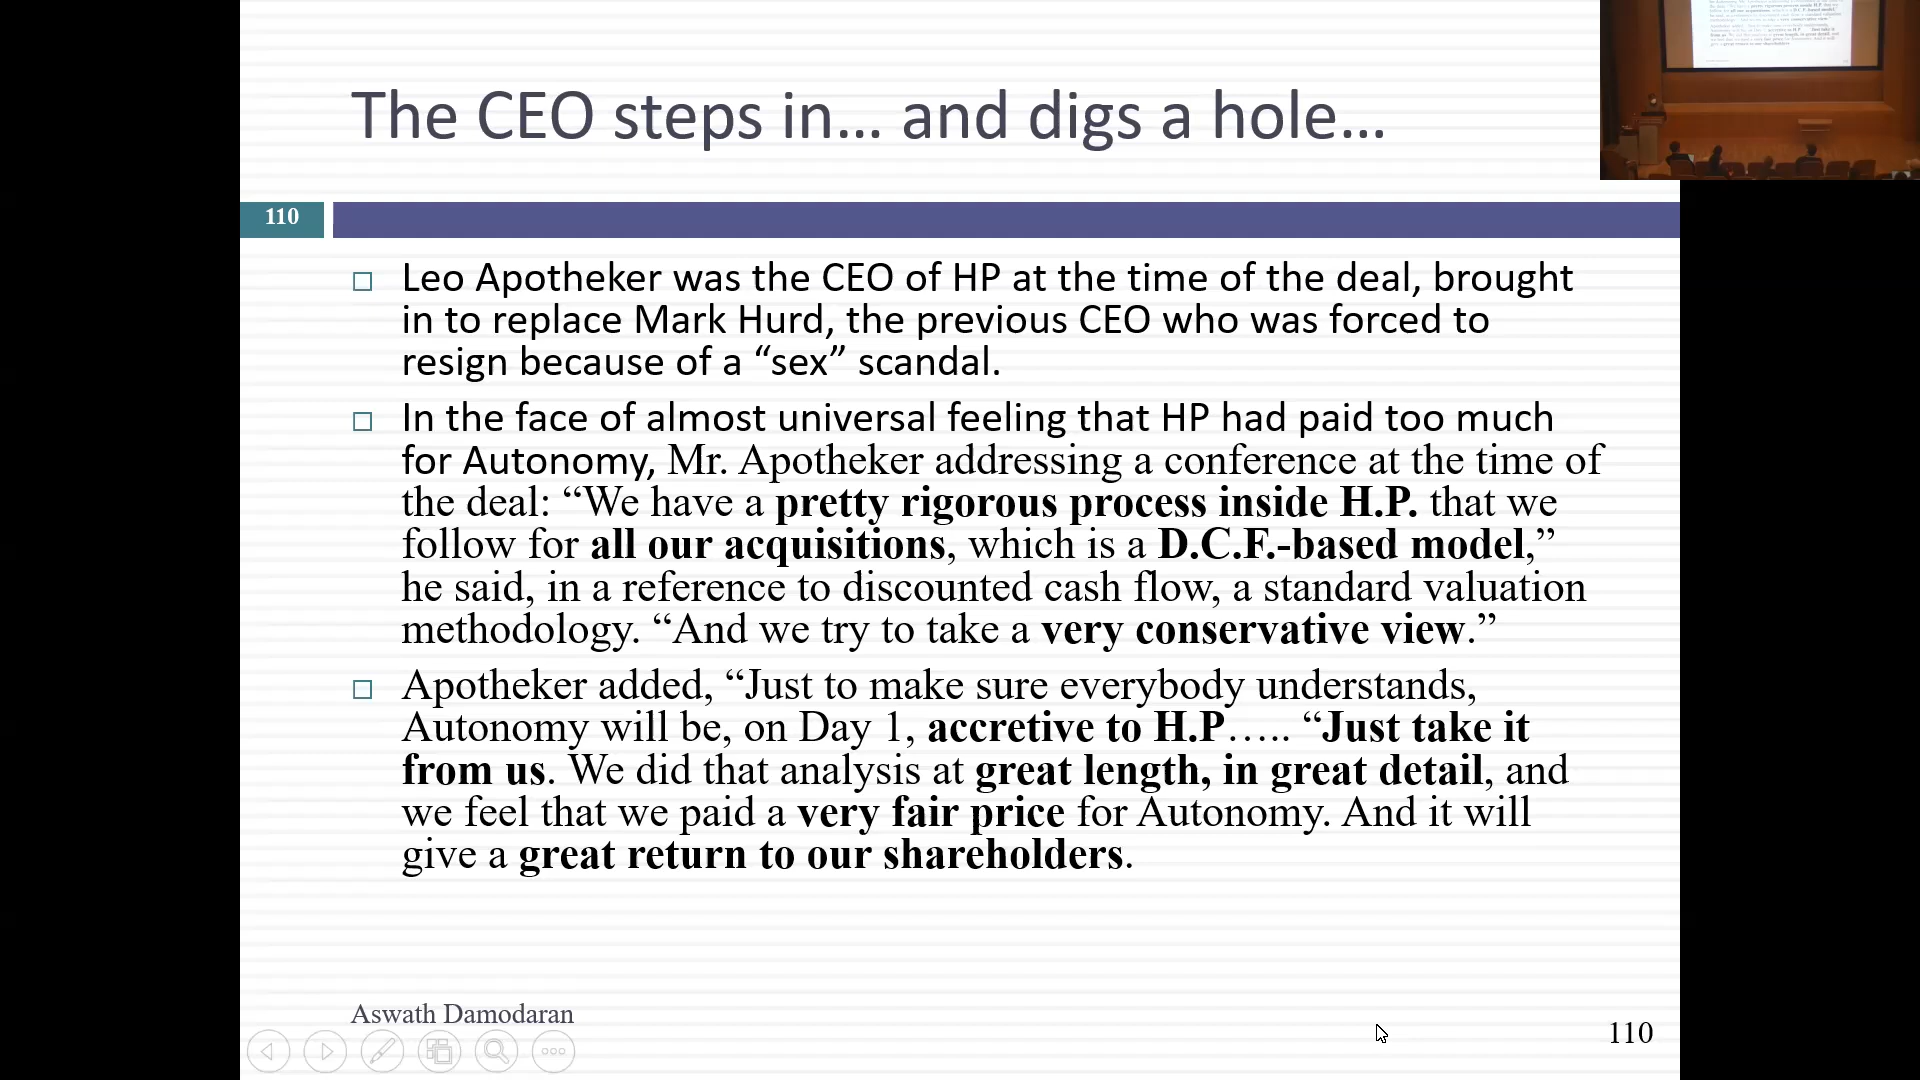 The CEO steps in… and digs a hole…
110
Leo Apotheker was the CEO of HP at the time of the deal, brought
in to replace Mark Hurd, the previous CEO who was forced to
resign because of a “sex” scandal.
In the face of almost universal feeling that HP had paid too much
for Autonomy, Mr. Apotheker addressing a conference at the time of
the deal: “We have a pretty rigorous process inside H.P. that we
follow for all our acquisitions, which is a D.C.F.-based model,”
he said, in a reference to discounted cash flow, a standard valuation
methodology. “And we try to take a very conservative view.”
Apotheker added, “Just to make sure everybody understands,
Autonomy will be, on Day 1, accretive to H.P….. “Just take it
from us. We did that analysis at great length, in great detail, and
we feel that we paid a very fair price for Autonomy. And it will
give a great return to our shareholders.
Aswath Damodaran
110